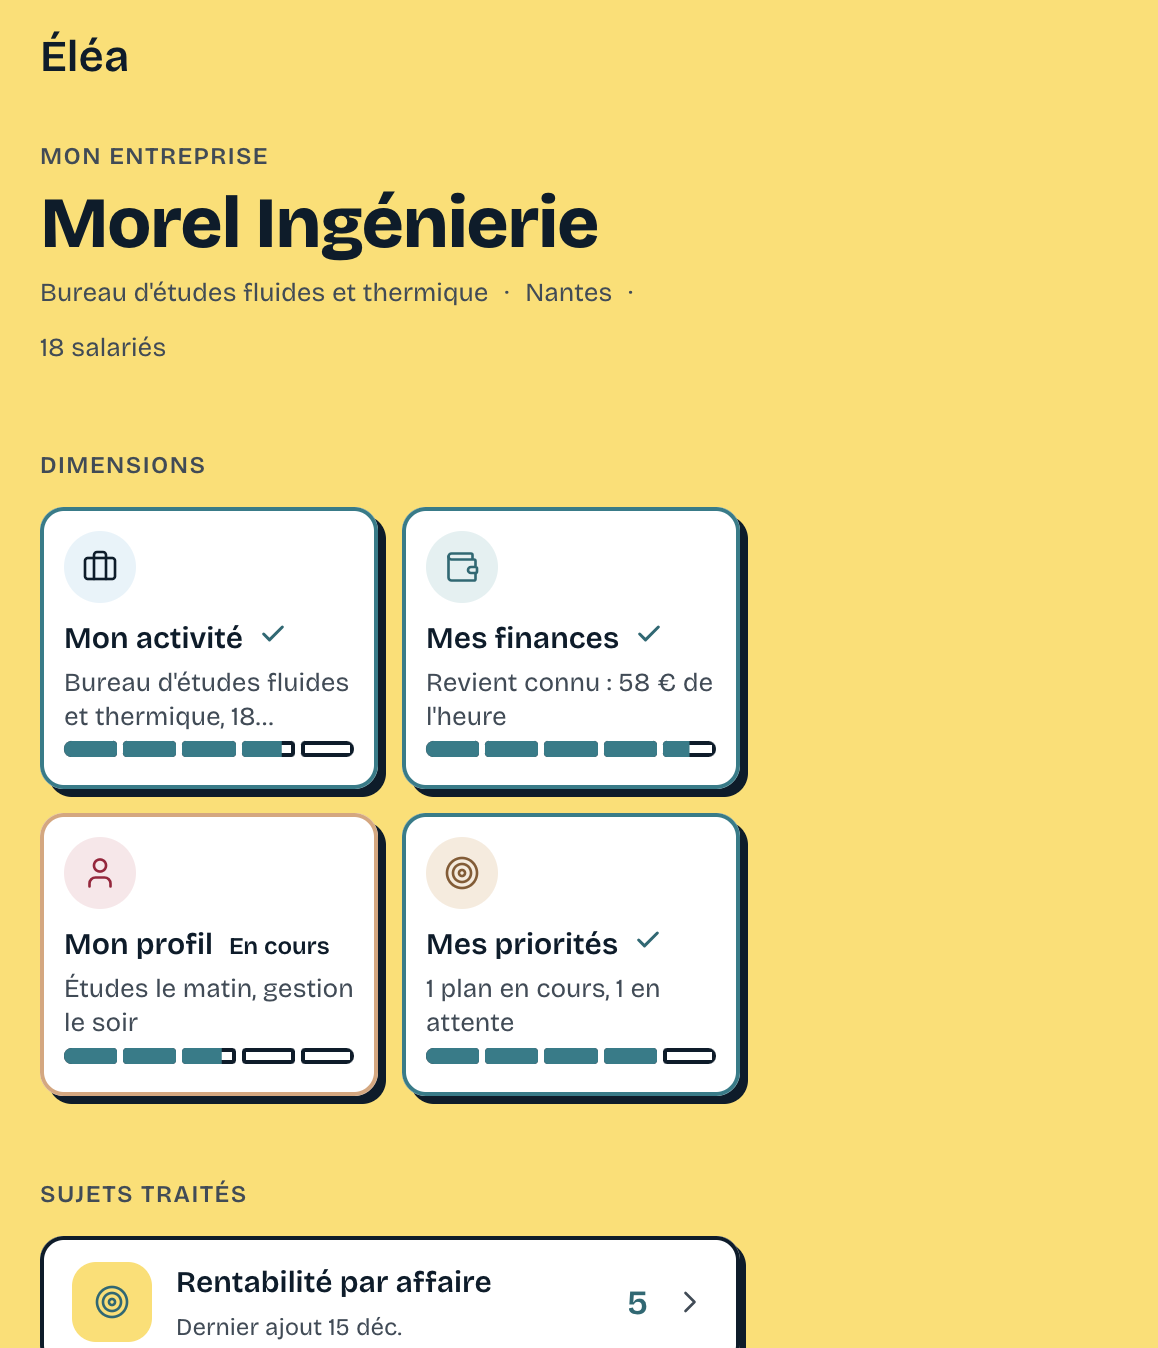 Éléa
MON ENTREPRISE
Morel Ingénierie
Bureau d'études fluides et thermique · Nantes ·
18 salariés
DIMENSIONS
Mon activité
Bureau d'études fluides
et thermique, 18...
Mes finances
Revient connu : 58 € de
l'heure
Mon profil En cours
Études le matin, gestion
le soir
Mes priorités
1 plan en cours, 1 en
attente
SUJETS TRAITÉS
Rentabilité par affaire
5
Dernier ajout 15 déc.